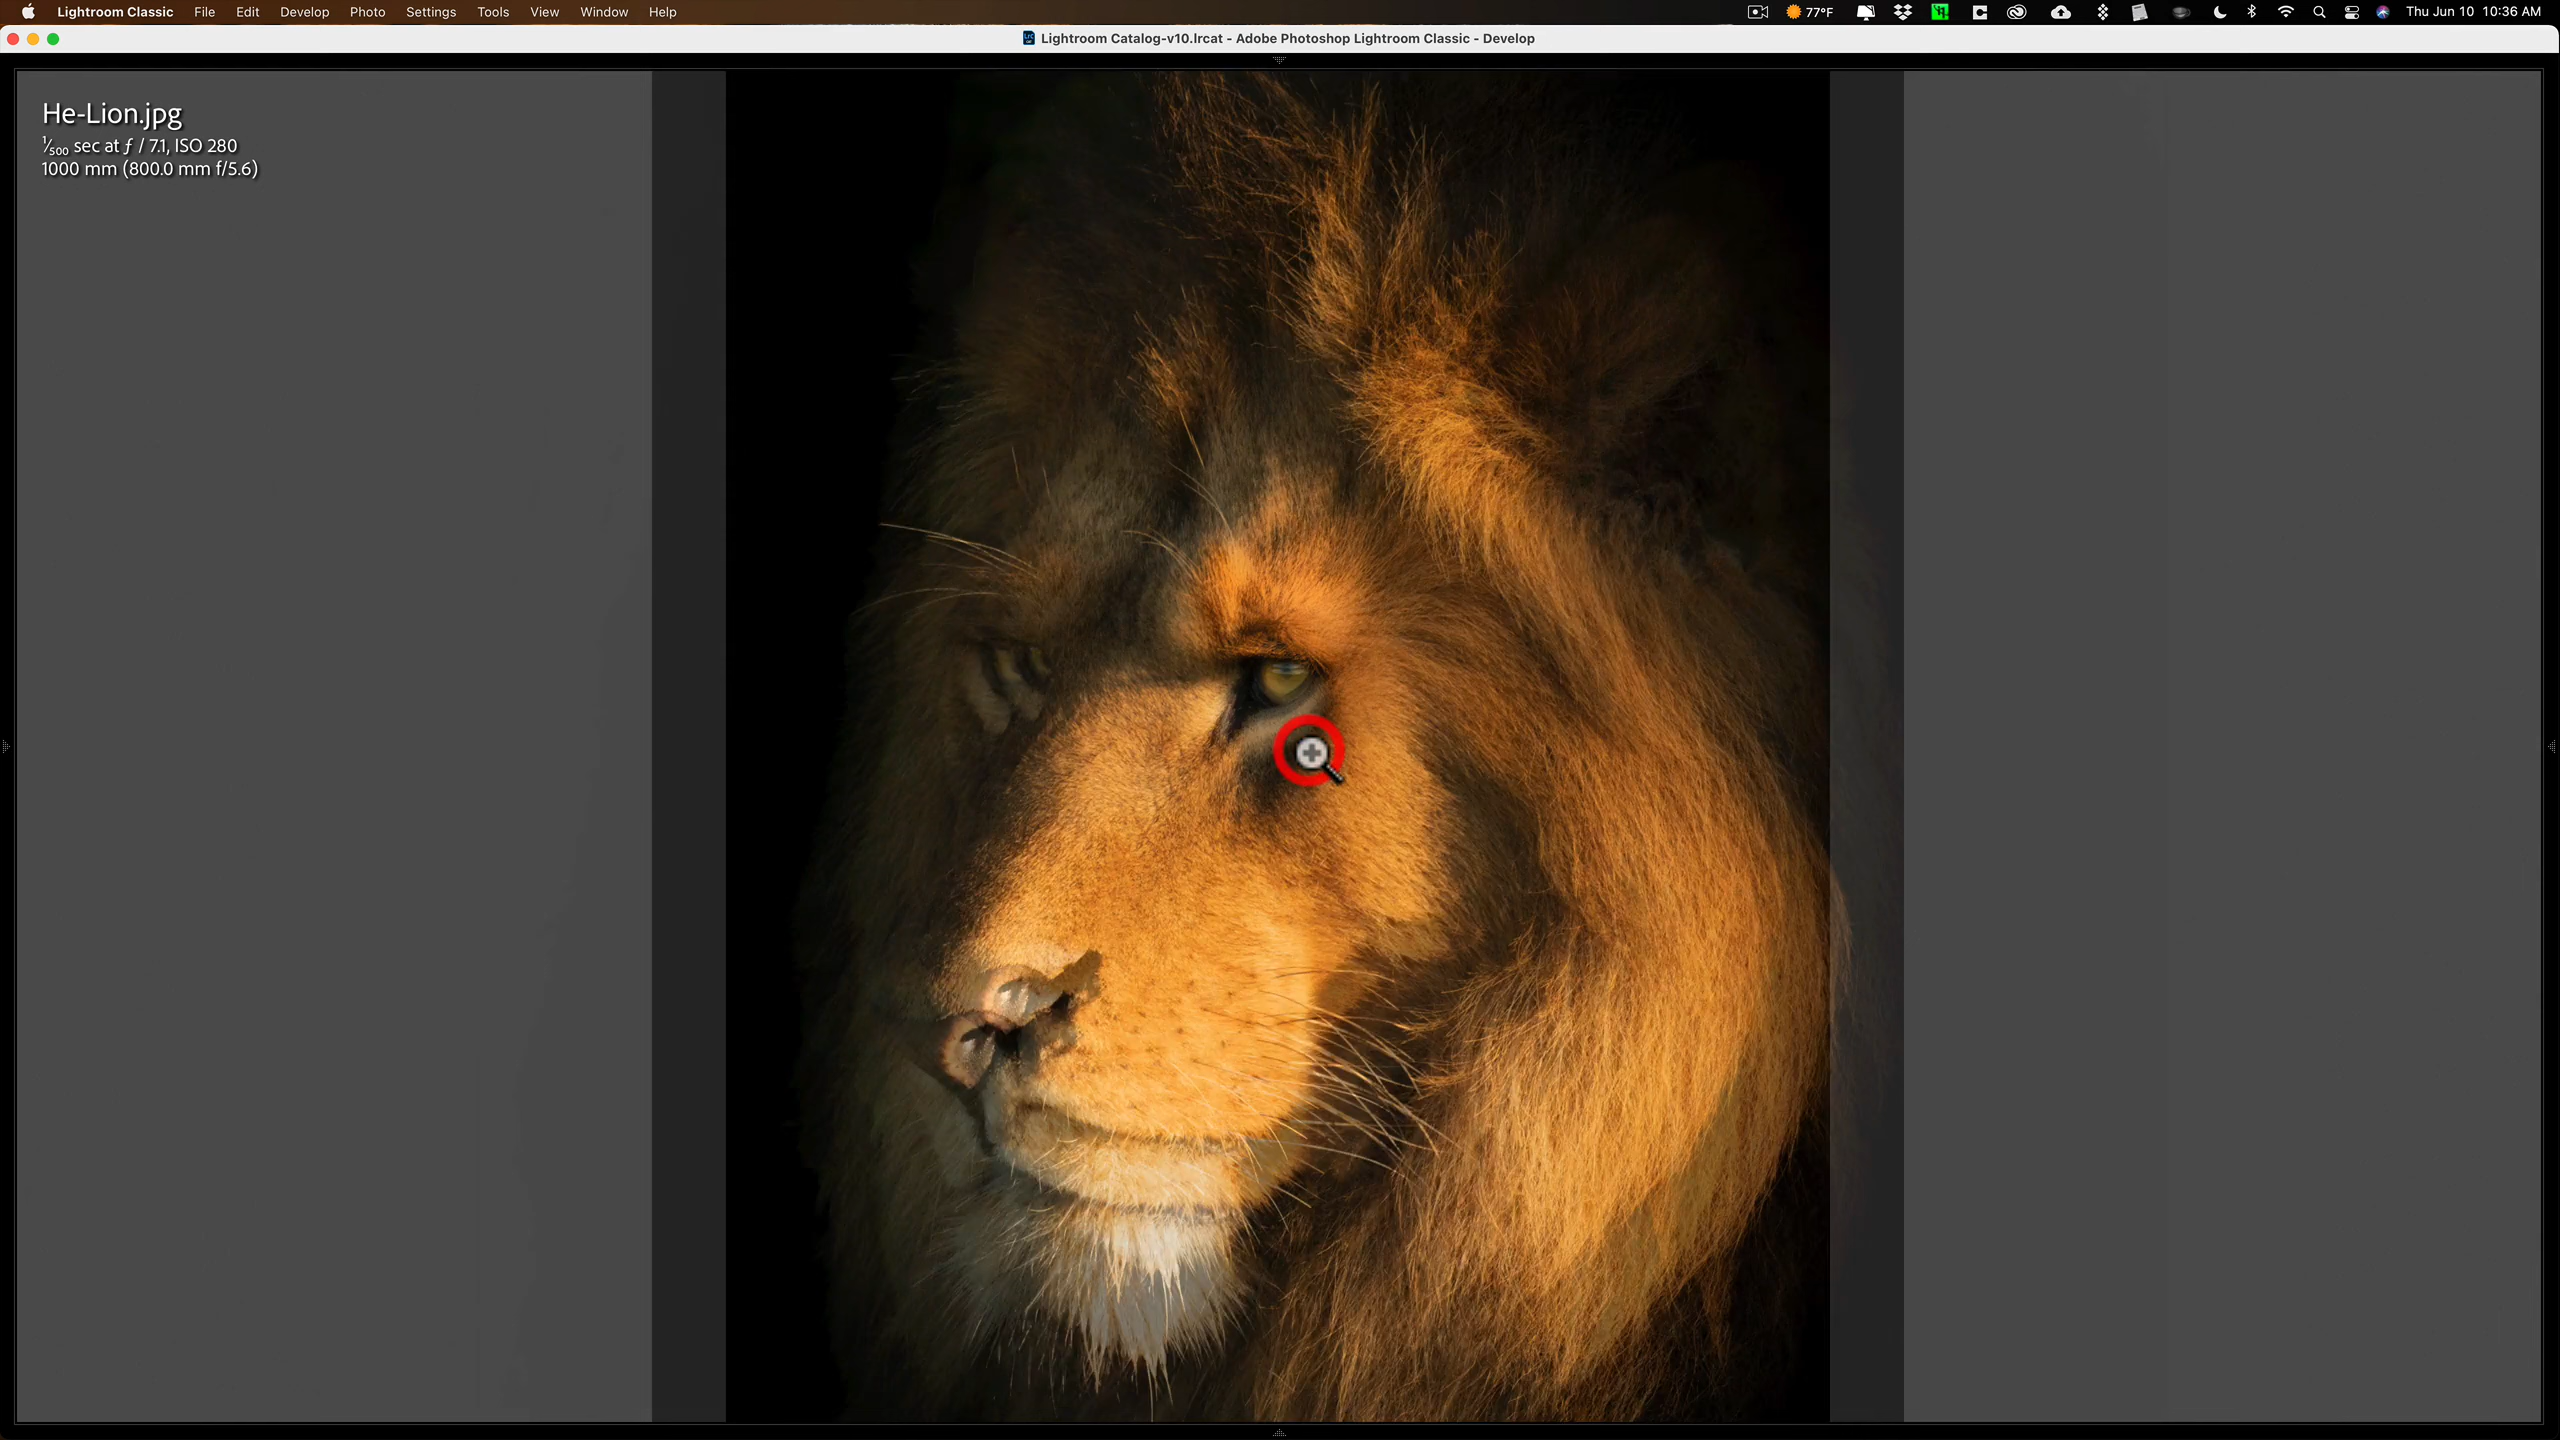 Lightroom Classic File Edit Develop Photo Settings Tools View Window Help 77°F Thu Jun 10 10:36 AM
Lightroom Catalog-v10.lrcat - Adobe Photoshop Lightroom Classic - Develop
He-Lion.jpg
1/500 sec at ƒ / 7.1, ISO 280
1000 mm (800.0 mm f/5.6)